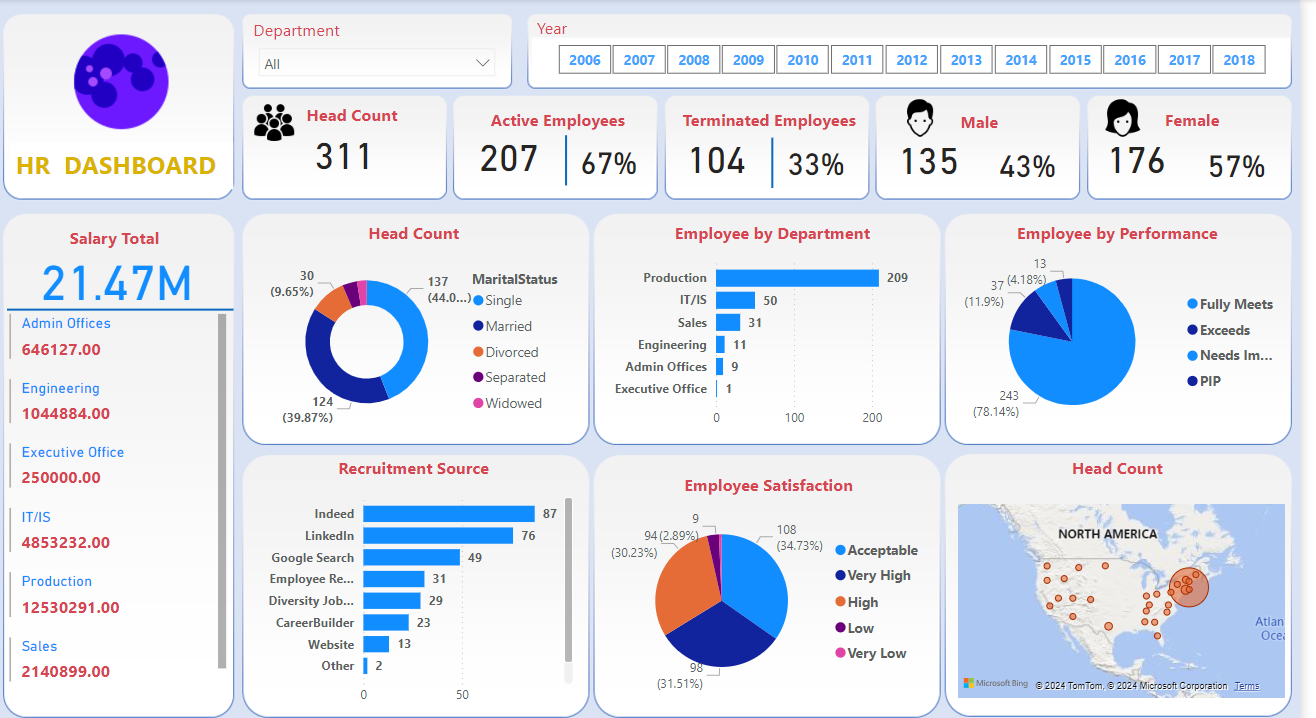 HR DASHBOARD
Department
All
Year
2006 2007 2008 2009 2010 2011 2012 2013 2014 2015 2016 2017 2018
Head Count
311
Active Employees
207 67%
Terminated Employees
104 33%
Male
135 43%
Female
176 57%
Salary Total
21.47M
Admin Offices
646127.00
Engineering
1044884.00
Executive Office
250000.00
IT/IS
4853232.00
Production
12530291.00
Sales
2140899.00
Head Count
30
(9.65%)
137
(44.0...)
124
(39.87%)
MaritalStatus
Single
Married
Divorced
Separated
Widowed
Employee by Department
Production 209
IT/IS 50
Sales 31
Engineering 11
Admin Offices 9
Executive Office 1
0 100 200
Employee by Performance
13
(4.18%)
37
(11.9%)
243
(78.14%)
Fully Meets
Exceeds
Needs Im...
PIP
Recruitment Source
Indeed 87
LinkedIn 76
Google Search 49
Employee Re... 31
Diversity Job... 29
CareerBuilder 23
Website 13
Other 2
0 50
Employee Satisfaction
9
(2.89%)
94
(30.23%)
108
(34.73%)
98
(31.51%)
Acceptable
Very High
High
Low
Very Low
Head Count
NORTH AMERICA
Atlan
Ocea
Microsoft Bing © 2024 TomTom, © 2024 Microsoft Corporation Terms